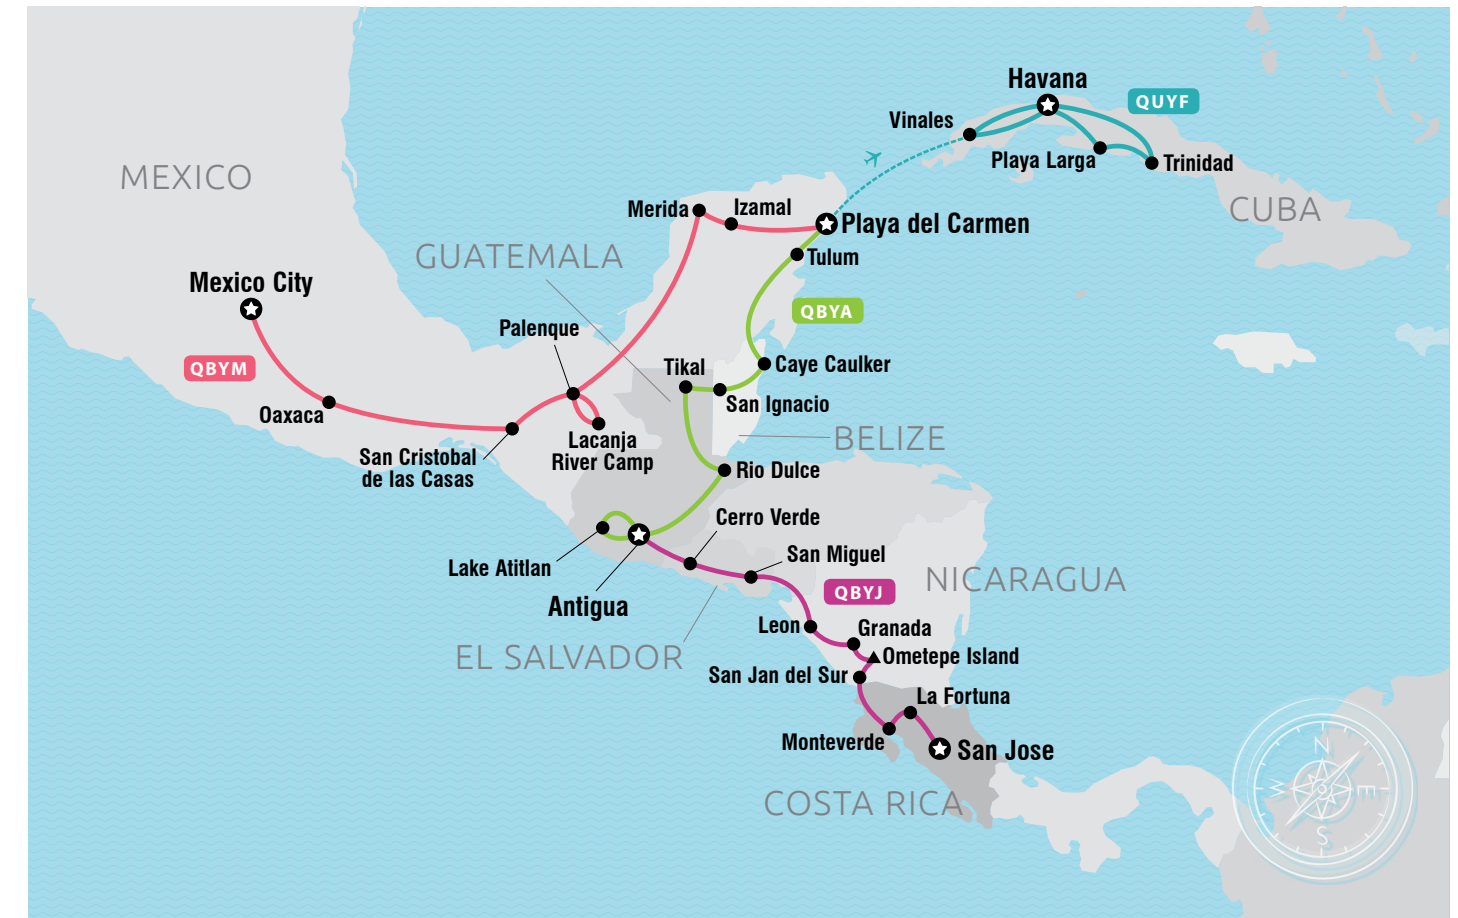 Havana
QUYF
Vinales
Playa Larga
Trinidad
MEXICO
CUBA
Merida
Izamal
Playa del Carmen
GUATEMALA
Tulum
Mexico City
QBYA
Palenque
QBYM
Tikal
Caye Caulker
San Ignacio
Oaxaca
BELIZE
Lacanja
River Camp
San Cristobal
de las Casas
Rio Dulce
Cerro Verde
San Miguel
Lake Atitlan
NICARAGUA
QBYJ
Antigua
Leon
Granada
EL SALVADOR
Ometepe Island
San Jan del Sur
La Fortuna
Monteverde
San Jose
COSTA RICA
N
W
E
S